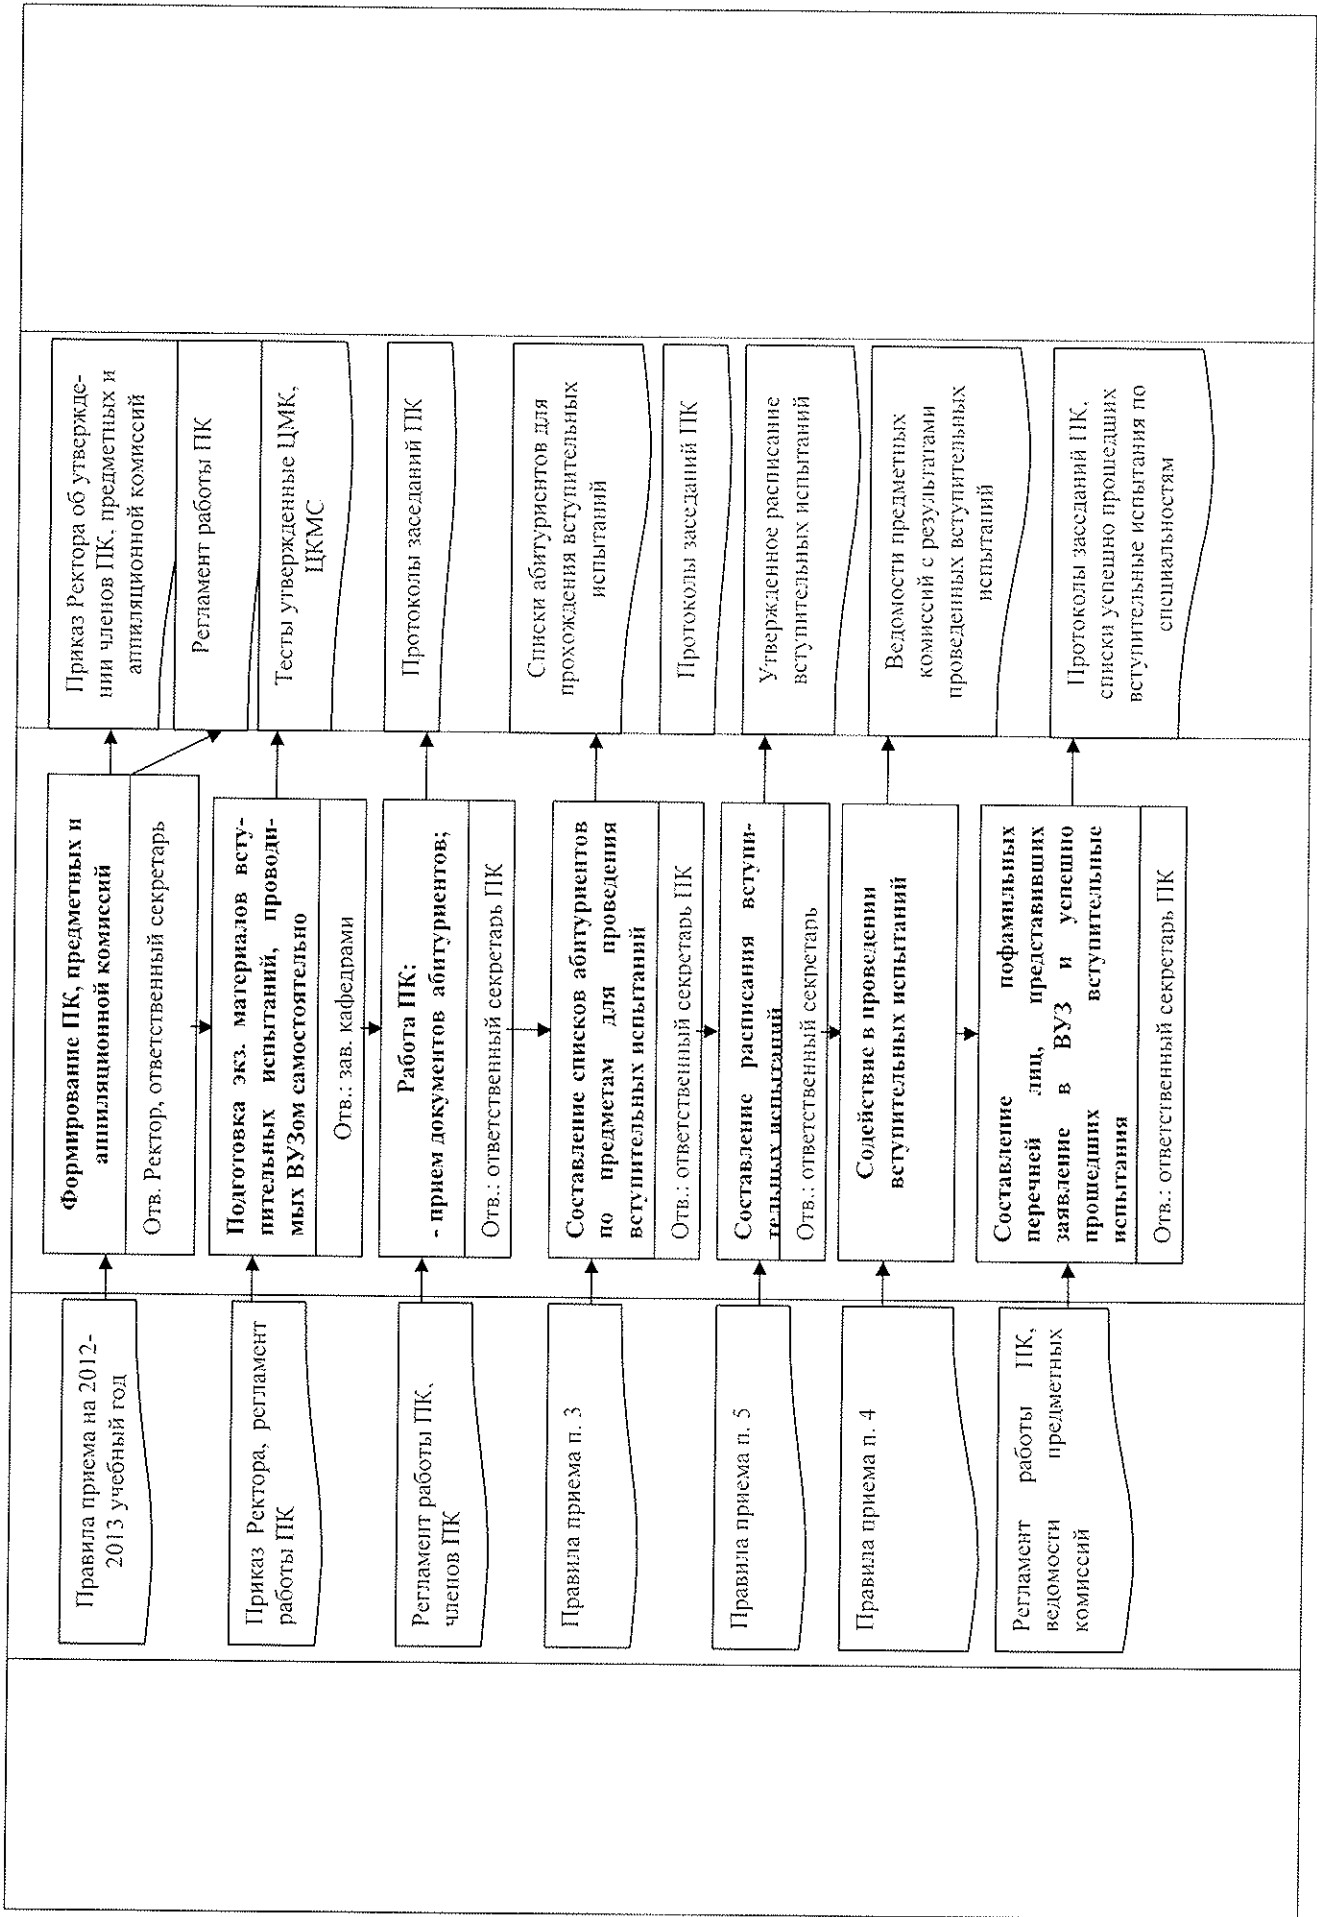 Правила приема на 2012-
2013 учебный год
Формирование ПК, предметных и
аппиляционной комиссий
Отв. Ректор, ответственный секретарь
Приказ Ректора об утвержде-
нии членов ПК, предметных и
аппиляционной комиссий
Регламент работы ПК
Приказ Ректора, регламент
работы ПК
Подготовка экз. материалов всту-
пительных испытаний, проводи-
мых ВУЗом самостоятельно
Отв.: зав. кафедрами
Тесты утвержденные ЦМК,
ЦКМС
Регламент работы ПК,
членов ПК
Работа ПК:
- прием документов абитуриентов;
Отв.: ответственный секретарь ПК
Протоколы заседаний ПК
Правила приема п. 3
Составление списков абитуриентов
по предметам для проведения
вступительных испытаний
Отв.: ответственный секретарь ПК
Списки абитуриентов для
прохождения вступительных
испытаний
Протоколы заседаний ПК
Правила приема п. 5
Составление расписания вступи-
тельных испытаний
Отв.: ответственный секретарь
Утвержденное расписание
вступительных испытаний
Правила приема п. 4
Содействие в проведении
вступительных испытаний
Ведомости предметных
комиссий с результатами
проведенных вступительных
испытаний
Регламент работы ПК,
ведомости предметных
комиссий
Составление пофамильных
перечней лиц, представивших
заявление в ВУЗ и успешно
прошедших вступительные
испытания
Отв.: ответственный секретарь ПК
Протоколы заседаний ПК,
списки успешно прошедших
вступительные испытания по
специальностям